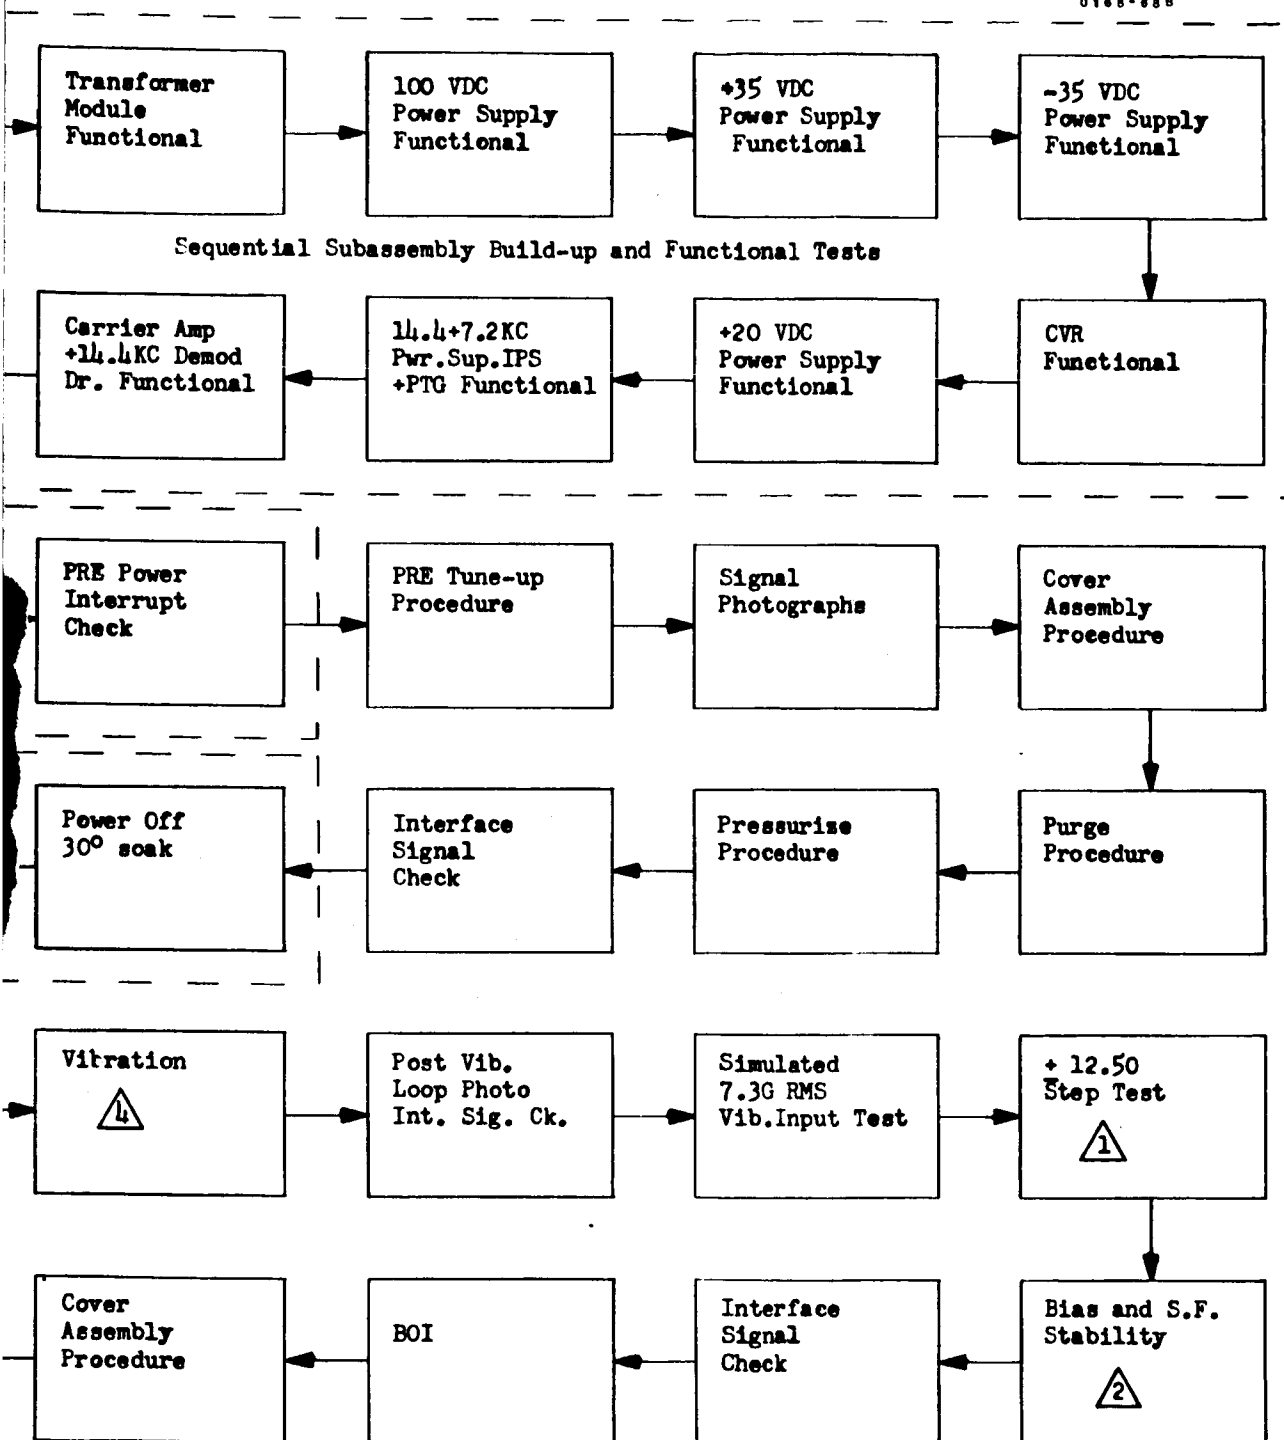 Transformer
Module
Functional
100 VDC
Power Supply
Functional
+35 VDC
Power Supply
Functional
-35 VDC
Power Supply
Functional
Sequential Subassembly Build-up and Functional Tests
Carrier Amp
+14.4KC Demod
Dr. Functional
14.4+7.2KC
Pwr.Sup.IPS
+PTG Functional
+20 VDC
Power Supply
Functional
CVR
Functional
PRE Power
Interrupt
Check
PRE Tune-up
Procedure
Signal
Photographs
Cover
Assembly
Procedure
Power Off
30° soak
Interface
Signal
Check
Pressurize
Procedure
Purge
Procedure
Vibration
4
Post Vib.
Loop Photo
Int. Sig. Ck.
Simulated
7.3G RMS
Vib.Input Test
± 12.50
Step Test
1
Cover
Assembly
Procedure
BOI
Interface
Signal
Check
Bias and S.F.
Stability
2